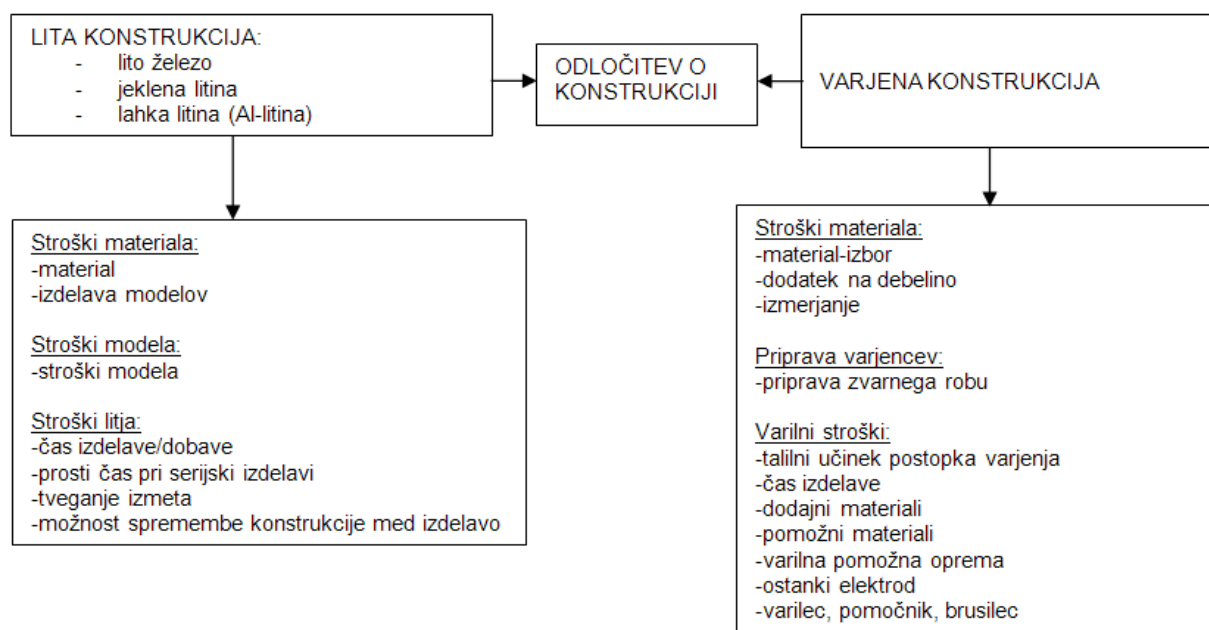 LITA KONSTRUKCIJA:
- lito železo
- jeklena litina
- lahka litina (Al-litina)
ODLOČITEV O
KONSTRUKCIJI
VARJENA KONSTRUKCIJA
Stroški materiala:
-material
-izdelava modelov
Stroški modela:
-stroški modela
Stroški litja:
-čas izdelave/dobave
-prosti čas pri serijski izdelavi
-tveganje izmeta
-možnost spremembe konstrukcije med izdelavo
Stroški materiala:
-material-izbor
-dodatek na debelino
-izmerjanje
Priprava varjencev:
-priprava zvarnega robu
Varilni stroški:
-talilni učinek postopka varjenja
-čas izdelave
-dodajni materiali
-pomožni materiali
-varilna pomožna oprema
-ostanki elektrod
-varilec, pomočnik, brusilec